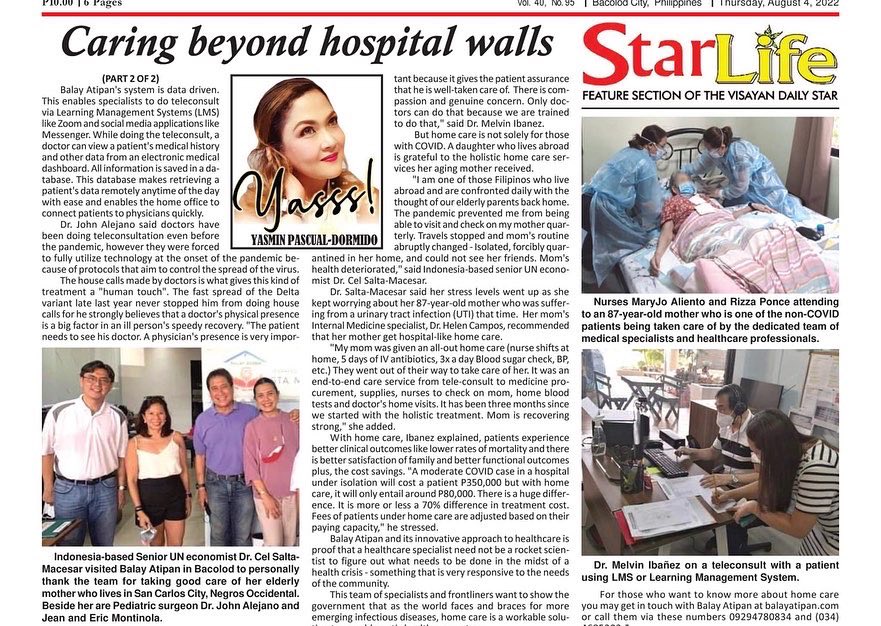 P10.00 | 6 Pages
Vol. 40, No. 95 | Bacolod City, Philippines | Thursday, August 4, 2022
Caring beyond hospital walls
(PART 2 OF 2)
Balay Atipan's system is data driven.
This enables specialists to do teleconsult
via Learning Management Systems (LMS)
like Zoom and social media applications like
Messenger. While doing the teleconsult, a
doctor can view a patient's medical history
and other data from an electronic medical
dashboard. All information is saved in a da-
tabase. This database makes retrieving a
patient's data remotely anytime of the day
with ease and enables the home office to
connect patients to physicians quickly.
Dr. John Alejano said doctors have
been doing teleconsultation even before
the pandemic, however they were forced
to fully utilize technology at the onset of the pandemic be-
cause of protocols that aim to control the spread of the virus.
The house calls made by doctors is what gives this kind of
treatment a "human touch". The fast spread of the Delta
variant late last year never stopped him from doing house
calls for he strongly believes that a doctor's physical presence
is a big factor in an ill person's speedy recovery. "The patient
needs to see his doctor. A physician's presence is very impor-
Yasss!
YASMIN PASCUAL-DORMIDO
Indonesia-based Senior UN economist Dr. Cel Salta-
Macesar visited Balay Atipan in Bacolod to personally
thank the team for taking good care of her elderly
mother who lives in San Carlos City, Negros Occidental.
Beside her are Pediatric surgeon Dr. John Alejano and
Jean and Eric Montinola.
tant because it gives the patient assurance
that he is well-taken care of. There is com-
passion and genuine concern. Only doc-
tors can do that because we are trained
to do that," said Dr. Melvin Ibanez.
But home care is not solely for those
with COVID. A daughter who lives abroad
is grateful to the holistic home care ser-
vices her aging mother received.
"I am one of those Filipinos who live
abroad and are confronted daily with the
thought of our elderly parents back home.
The pandemic prevented me from being
able to visit and check on my mother quar-
terly. Travels stopped and mom's routine
abruptly changed - Isolated, forcibly quar-
antined in her home, and could not see her friends. Mom's
health deteriorated," said Indonesia-based senior UN econo-
mist Dr. Cel Salta-Macesar.
Dr. Salta-Macesar said her stress levels went up as she
kept worrying about her 87-year-old mother who was suffer-
ing from a urinary tract infection (UTI) that time. Her mom's
Internal Medicine specialist, Dr. Helen Campos, recommended
that her mother get hospital-like home care.
"My mom was given an all-out home care (nurse shifts at
home, 5 days of IV antibiotics, 3x a day Blood sugar check, BP,
etc.) They went out of their way to take care of her. It was an
end-to-end care service from tele-consult to medicine pro-
curement, supplies, nurses to check on mom, home blood
tests and doctor's home visits. It has been three months since
we started with the holistic treatment. Mom is recovering
strong," she added.
With home care, Ibanez explained, patients experience
better clinical outcomes like lower rates of mortality and there
is better satisfaction of family and better functional outcomes
plus, the cost savings. "A moderate COVID case in a hospital
under isolation will cost a patient P350,000 but with home
care, it will only entail around P80,000. There is a huge differ-
ence. It is more or less a 70% difference in treatment cost.
Fees of patients under home care are adjusted based on their
paying capacity," he stressed.
Balay Atipan and its innovative approach to healthcare is
proof that a healthcare specialist need not be a rocket scien-
tist to figure out what needs to be done in the midst of a
health crisis - something that is very responsive to the needs
of the community.
This team of specialists and frontliners want to show the
government that as the world faces and braces for more
emerging infectious diseases, home care is a workable solu-
StarLife
FEATURE SECTION OF THE VISAYAN DAILY STAR
Nurses MaryJo Aliento and Rizza Ponce attending
to an 87-year-old mother who is one of the non-COVID
patients being taken care of by the dedicated team of
medical specialists and healthcare professionals.
Dr. Melvin Ibañez on a teleconsult with a patient
using LMS or Learning Management System.
For those who want to know more about home care
you may get in touch with Balay Atipan at balayatipan.com
or call them via these numbers 09294780834 and (034)